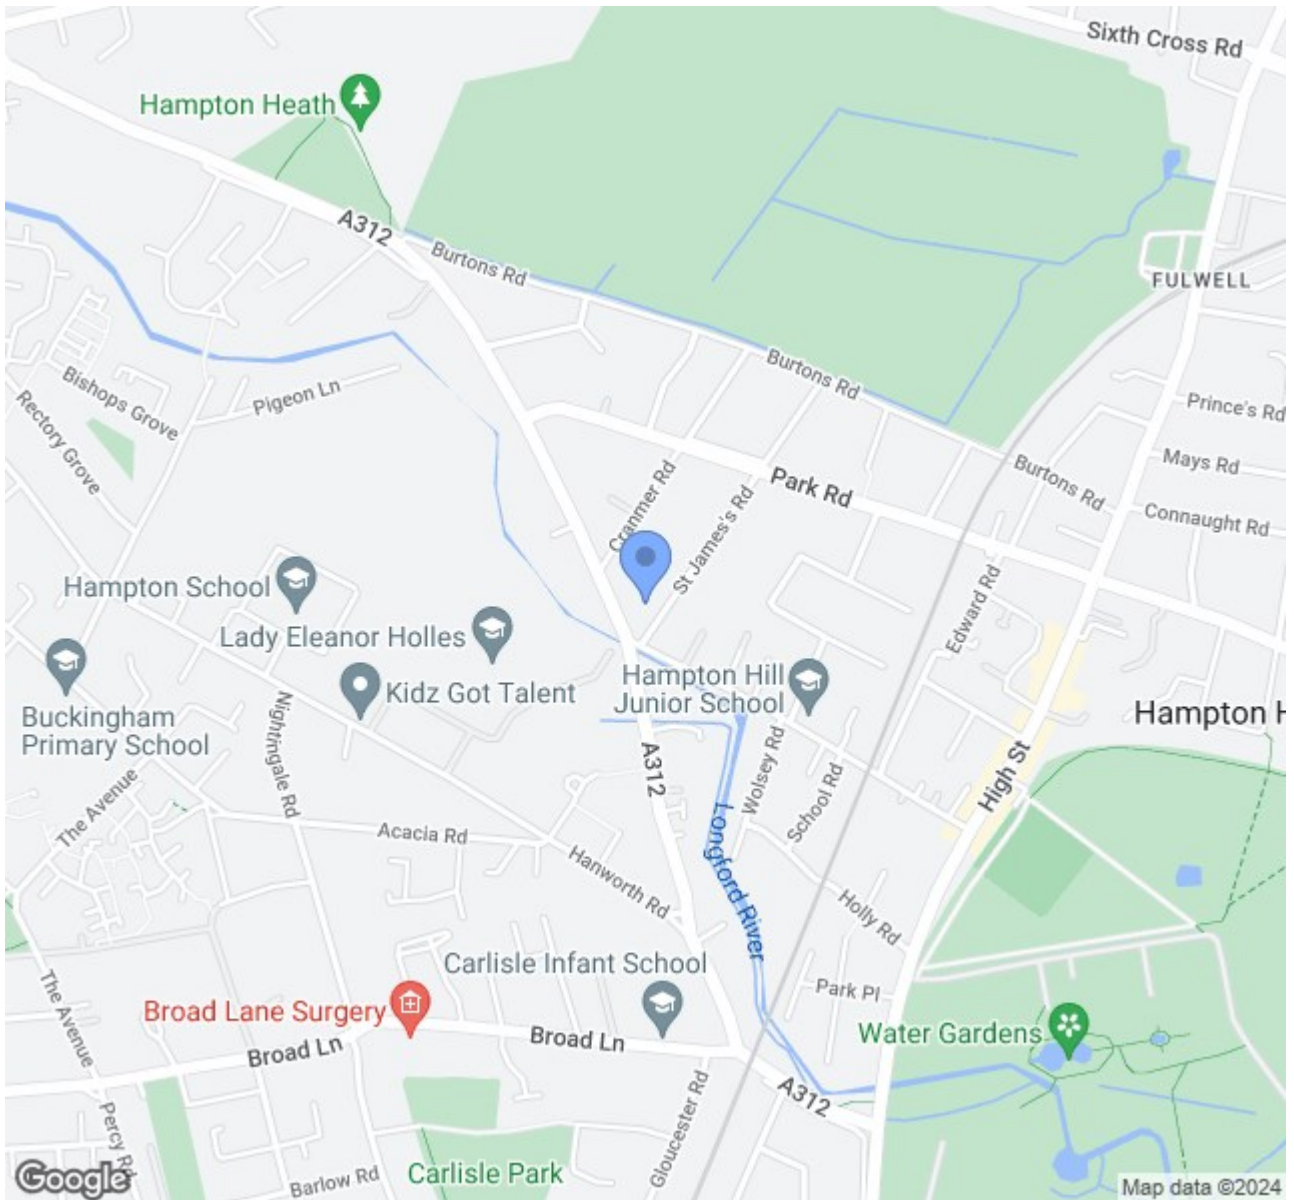 Sixth Cross Rd
Hampton Heath
A312
Burtons Rd
FULWELL
Burtons Rd
Bishops Grove
Pigeon Ln
Rectory Grove
Prince's Rd
Mays Rd
Burtons Rd
Connaught Rd
Park Rd
Cranmer Rd
St James's Rd
Edward Rd
Hampton School
Lady Eleanor Holles
Kidz Got Talent
Hampton Hill
Junior School
Buckingham
Primary School
Nightingale Rd
Hampton H
A312
Wolsey Rd
School Rd
High St
The Avenue
Acacia Rd
Hanworth Rd
Longford River
Holly Rd
Carlisle Infant School
Park Pl
The Avenue
Broad Lane Surgery
Broad Ln
Broad Ln
Water Gardens
A312
Gloucester Rd
Percy Rd
Barlow Rd
Carlisle Park
Google
Map data ©2024